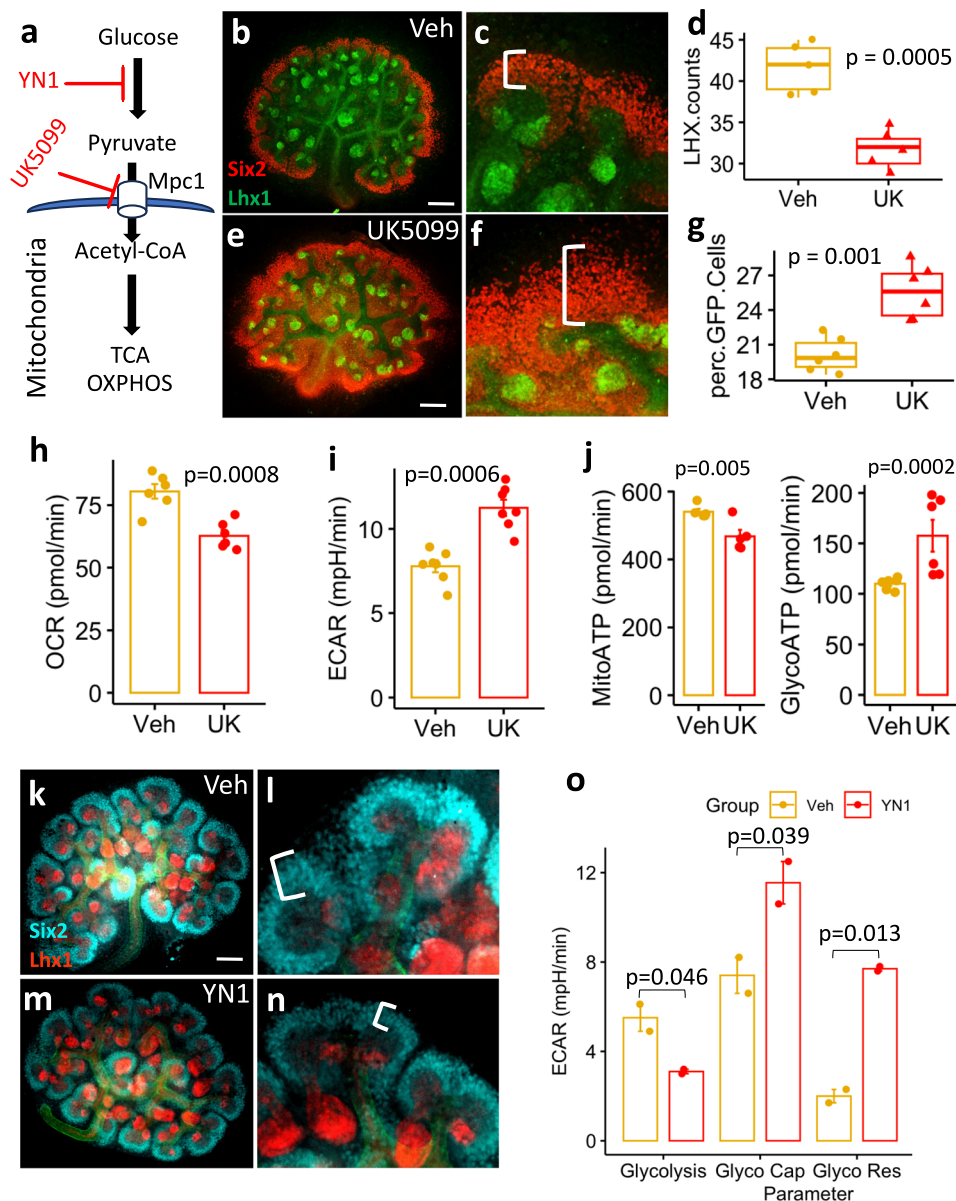 a
Glucose
YN1
Pyruvate
UK5099
Mpc1
Acetyl-CoA
Mitochondria
TCA
OXPHOS
b
Veh
Six2
Lhx1
c
d
LHX.counts
45
40
35
30
p = 0.0005
Veh
UK
e
UK5099
f
g
perc.GFP.Cells
27
24
21
18
p = 0.001
Veh
UK
h
OCR (pmol/min)
75
50
25
0
p=0.0008
Veh
UK
i
ECAR (mpH/min)
10
5
0
p=0.0006
Veh
UK
j
MitoATP (pmol/min)
600
400
200
0
p=0.005
Veh
UK
GlycoATP (pmol/min)
200
150
100
50
0
p=0.0002
Veh
UK
k
Veh
Six2
Lhx1
l
m
YN1
n
o
Group
Veh
YN1
ECAR (mpH/min)
12
8
4
0
p=0.046
p=0.039
p=0.013
Glycolysis
Glyco Cap
Glyco Res
Parameter